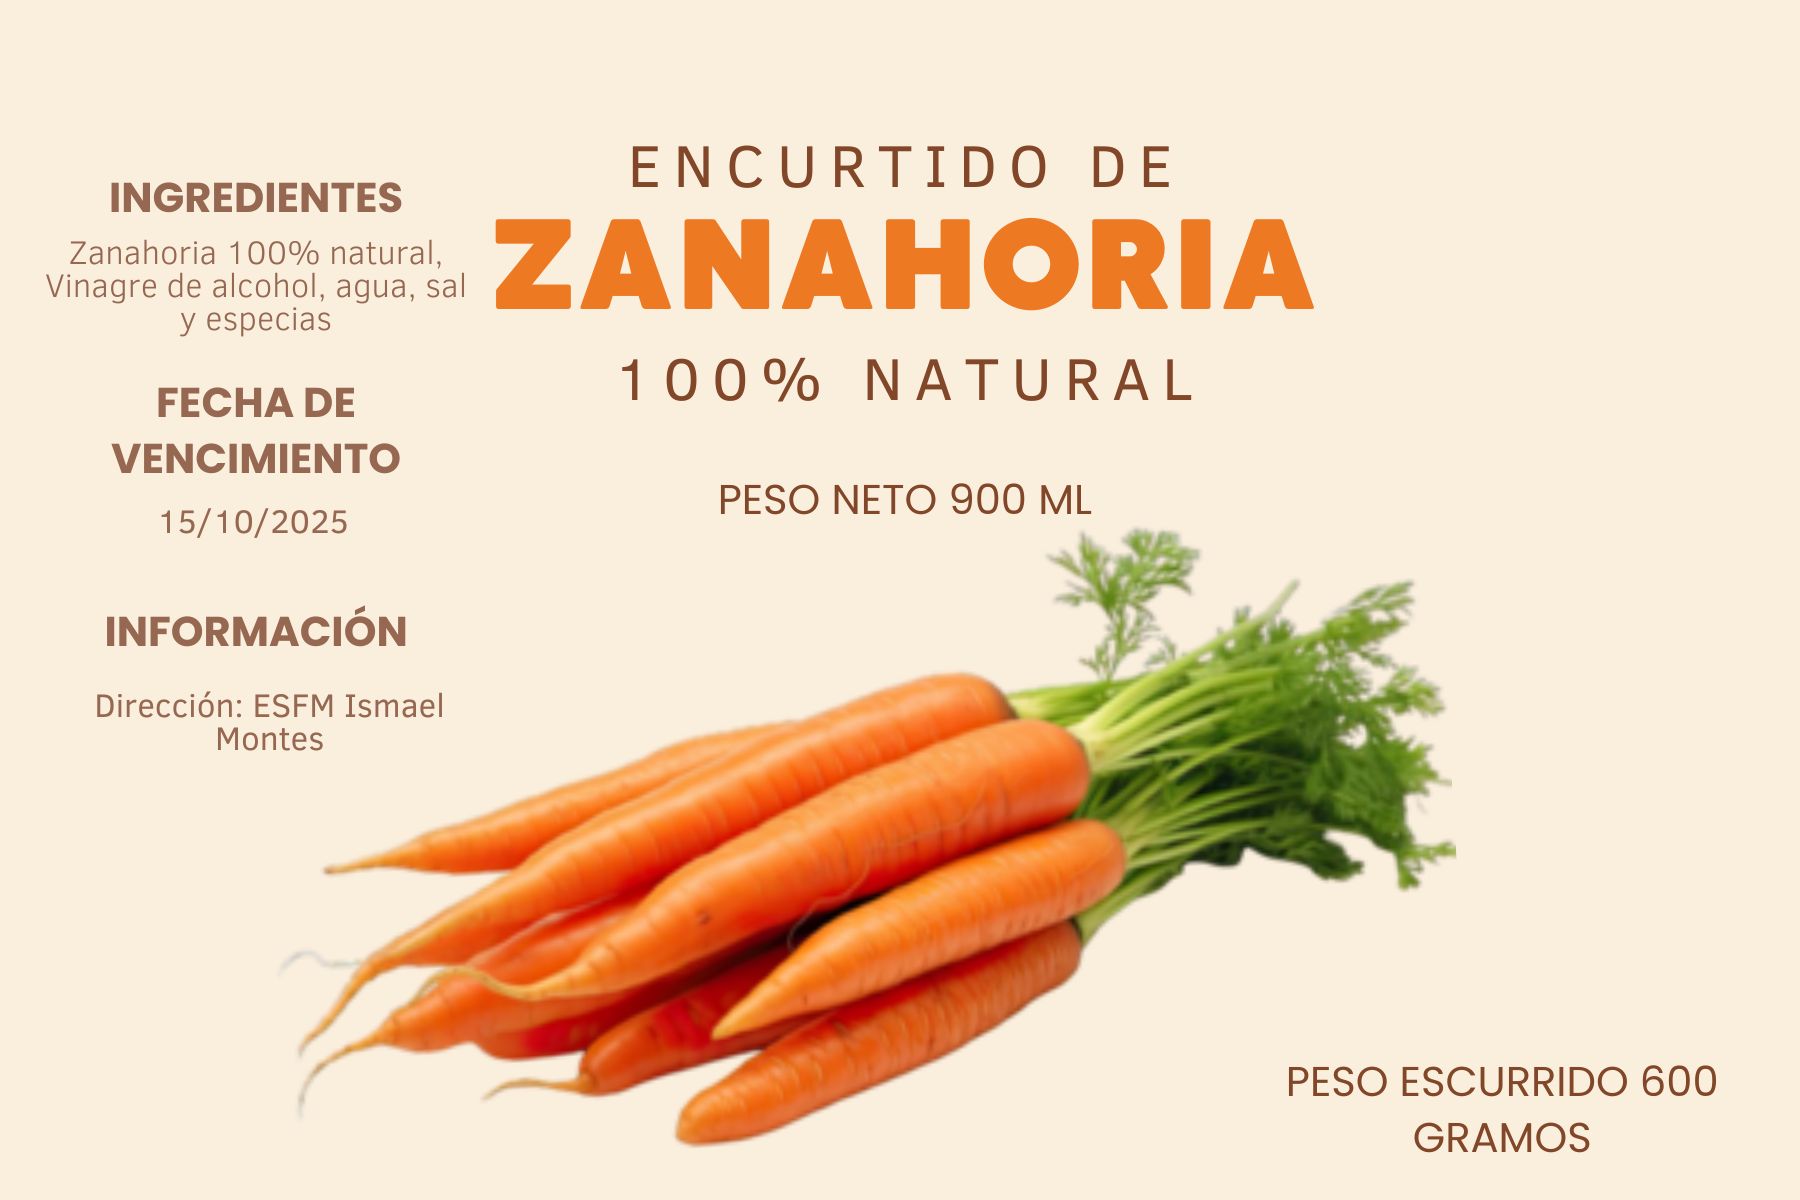 INGREDIENTES
Zanahoria 100% natural,
Vinagre de alcohol, agua, sal
y especias
FECHA DE
VENCIMIENTO
15/10/2025
INFORMACIÓN
Dirección: ESFM Ismael
Montes
ENCURTIDO DE
ZANAHORIA
100% NATURAL
PESO NETO 900 ML
PESO ESCURRIDO 600
GRAMOS